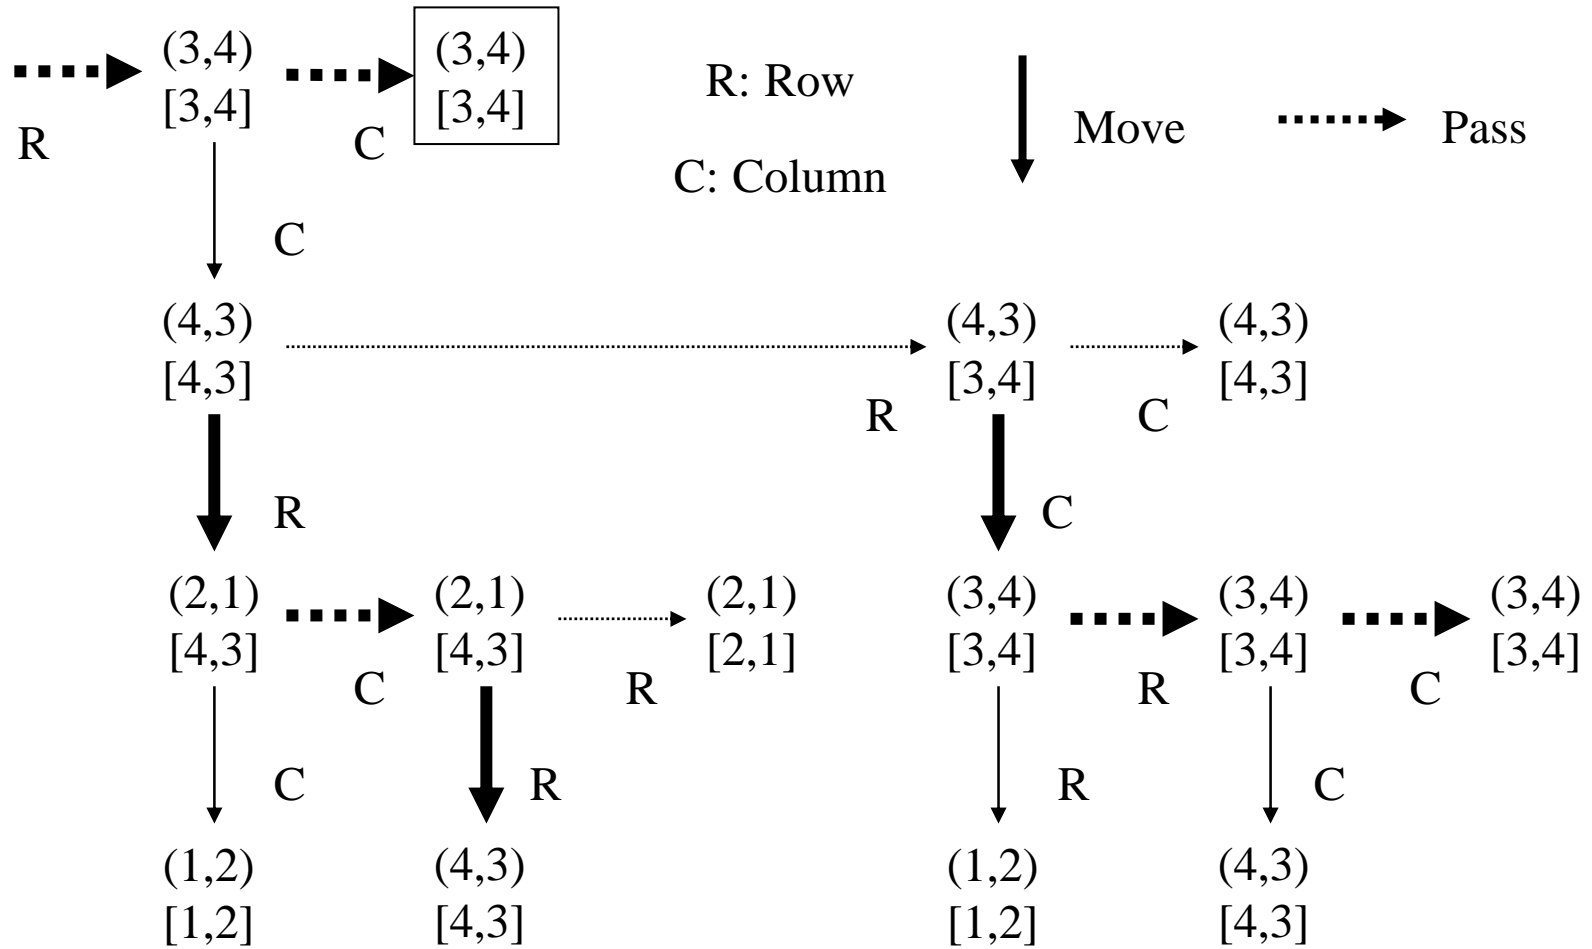 (3,4)
[3,4]
(3,4)
[3,4]
R
C
R: Row
C: Column
Move
Pass
C
(4,3)
[4,3]
(4,3)
[3,4]
(4,3)
[4,3]
R
C
R
C
(2,1)
[4,3]
(2,1)
[4,3]
(2,1)
[2,1]
(3,4)
[3,4]
(3,4)
[3,4]
(3,4)
[3,4]
C
R
R
C
C
R
R
C
(1,2)
[1,2]
(4,3)
[4,3]
(1,2)
[1,2]
(4,3)
[4,3]